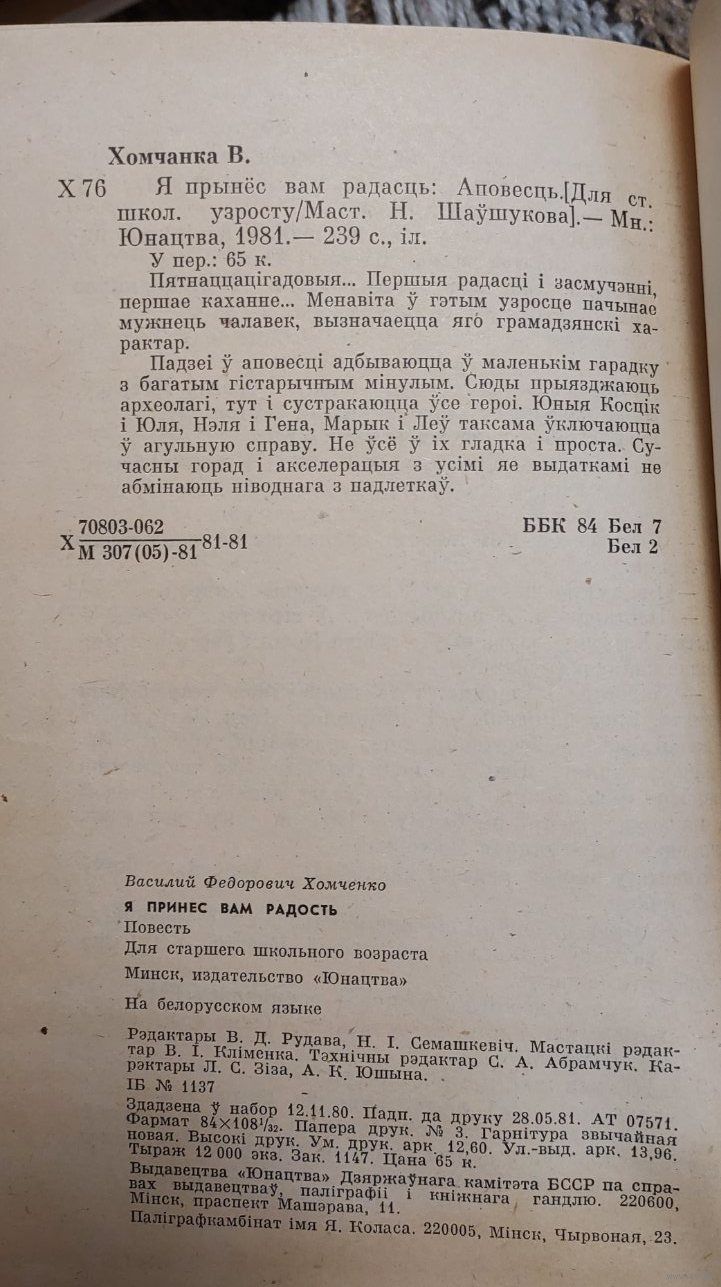 Хомчанка В.
Х 76 Я прынёс вам радасць: Аповесць.[Для ст.
школ. узросту/Маст. Н. Шаўшукова].— Мн.:
Юнацтва, 1981.— 239 с., іл.
У пер.: 65 к.
Пятнаццацігадовыя... Першыя радасці і засмучэнні,
першае каханне... Менавіта ў гэтым узросце пачынае
мужнець чалавек, вызначаецца яго грамадзянскі ха-
рактар.
Падзеі ў аповесці адбываюцца ў маленькім гарадку
з багатым гістарычным мінулым. Сюды прыязджаюць
археолагі, тут і сустракаюцца ўсе героі. Юныя Косцік
і Юля, Нэля і Гена, Марык і Леў таксама ўключаюцца
ў агульную справу. Не ўсё ў іх гладка і проста. Су-
часны горад і акселерацыя з усімі яе выдаткамі не
абмінаюць ніводнага з падлеткаў.
Х 70803-062
М 307(05)-81 81-81
ББК 84 Бел 7
Бел 2
Василий Федорович Хомченко
Я ПРИНЕС ВАМ РАДОСТЬ
Повесть
Для старшего школьного возраста
Минск, издательство «Юнацтва»
На белорусском языке
Рэдактары В. Д. Рудава, Н. І. Семашкевіч. Мастацкі рэдак-
тар В. І. Кліменка. Тэхнічны рэдактар С. А. Абрамчук. Ка-
рэктары Л. С. Зіза, А. К. Юшына.
ІБ № 1137
Здадзена ў набор 12.11.80. Падп. да друку 28.05.81. АТ 07571.
Фармат 84×108¹/₃₂. Папера друк. № 3. Гарнітура звычайная
новая. Высокі друк. Ум. друк. арк. 12,60. Ул.-выд. арк. 13,96.
Тыраж 12 000 экз. Зак. 1147. Цана 65 к.
Выдавецтва «Юнацтва» Дзяржаўнага камітэта БССР па спра-
вах выдавецтваў, паліграфіі і кніжнага гандлю. 220600,
Мінск, праспект Машэрава, 11.
Паліграфкамбінат імя Я. Коласа. 220005, Мінск, Чырвоная, 23.